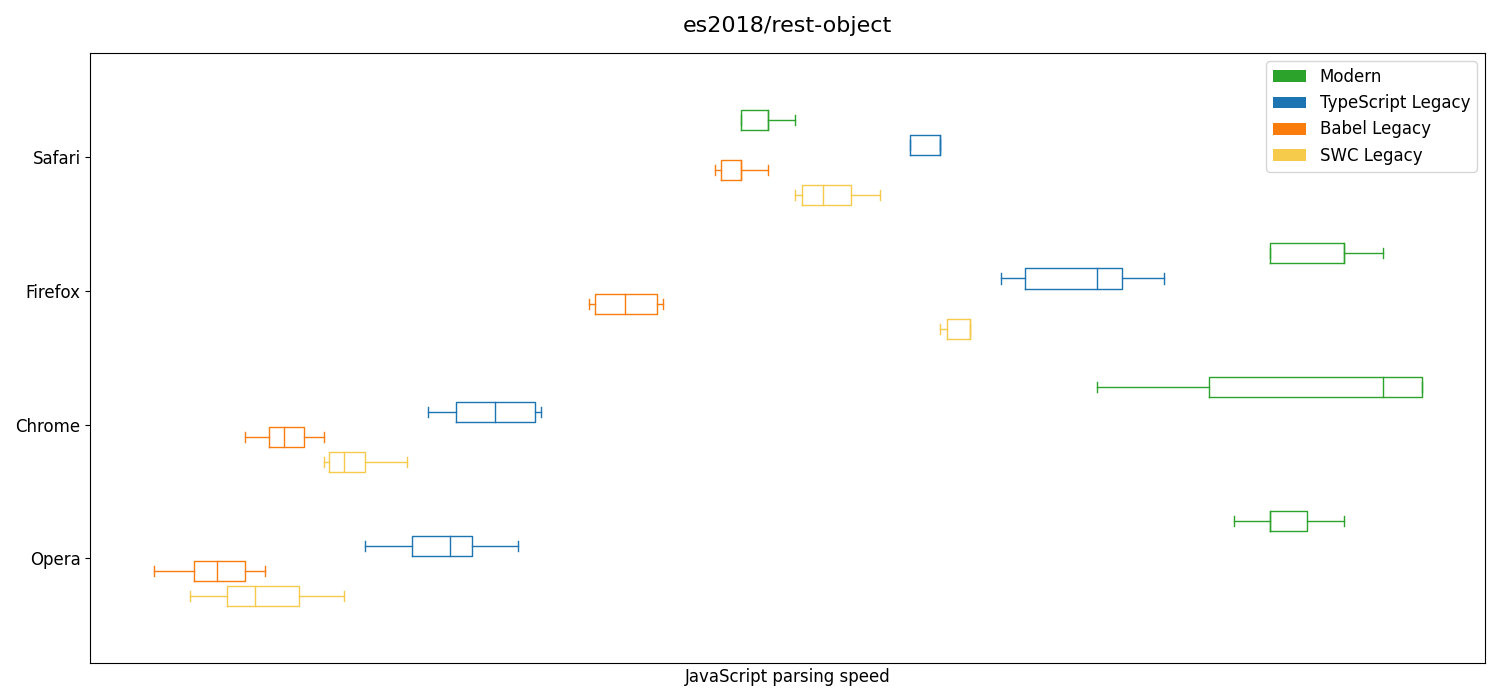 es2018/rest-object
Modern
TypeScript Legacy
Babel Legacy
SWC Legacy
Safari
Firefox
Chrome
Opera
JavaScript parsing speed